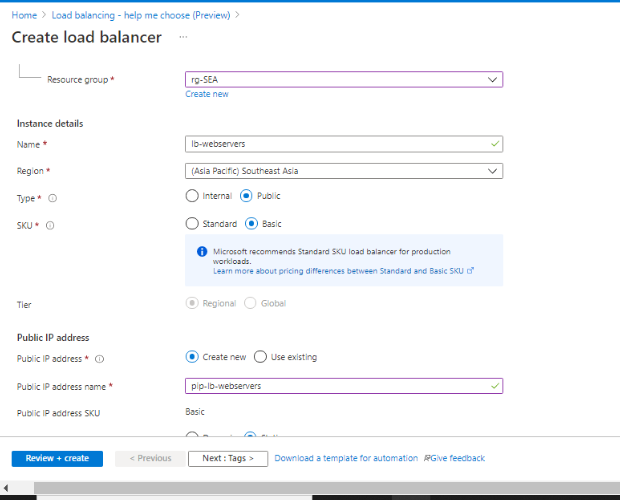 Home > Load balancing - help me choose (Preview) >
Create load balancer ...
Resource group * rg-SEA
Create new
Instance details
Name * lb-webservers
Region * (Asia Pacific) Southeast Asia
Type * Internal Public
SKU * Standard Basic
Microsoft recommends Standard SKU load balancer for production
workloads.
Learn more about pricing differences between Standard and Basic SKU
Tier Regional Global
Public IP address
Public IP address * Create new Use existing
Public IP address name * pip-lb-webservers
Public IP address SKU Basic
Review + create < Previous Next : Tags > Download a template for automation Give feedback